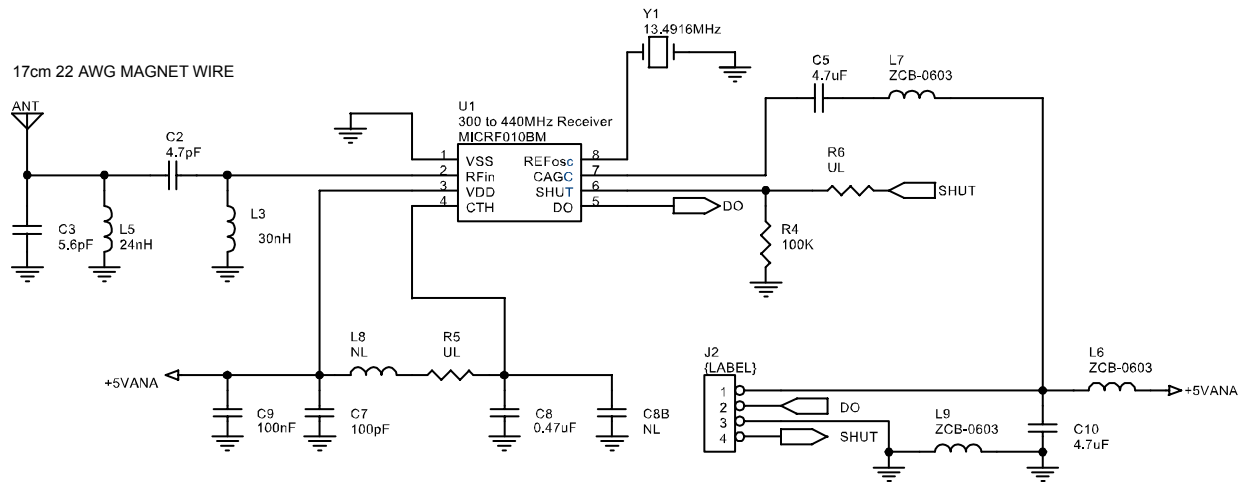 Y1
13.4916MHz
17cm 22 AWG MAGNET WIRE
C5
4.7uF
L7
ZCB-0603
ANT
U1
300 to 440MHz Receiver
MICRF010BM
C2
4.7pF
1 VSS REFosc 8
2 RFin CAGC 7
3 VDD SHUT 6
4 CTH DO 5
R6
UL
SHUT
DO
C3
5.6pF
L5
24nH
L3
30nH
R4
100K
L8
NL
R5
UL
J2
{LABEL}
L6
ZCB-0603
+5VANA
+5VANA
1
2
3
4
DO
SHUT
L9
ZCB-0603
C9
100nF
C7
100pF
C8
0.47uF
C8B
NL
C10
4.7uF